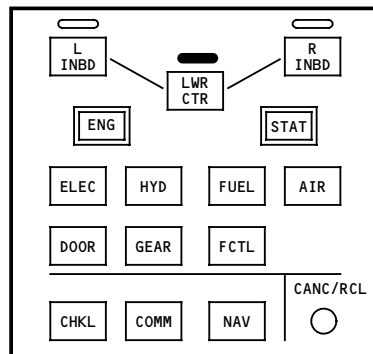 L
INBD
R
INBD
LWR
CTR
ENG
STAT
ELEC
HYD
FUEL
AIR
DOOR
GEAR
FCTL
CANC/RCL
CHKL
COMM
NAV